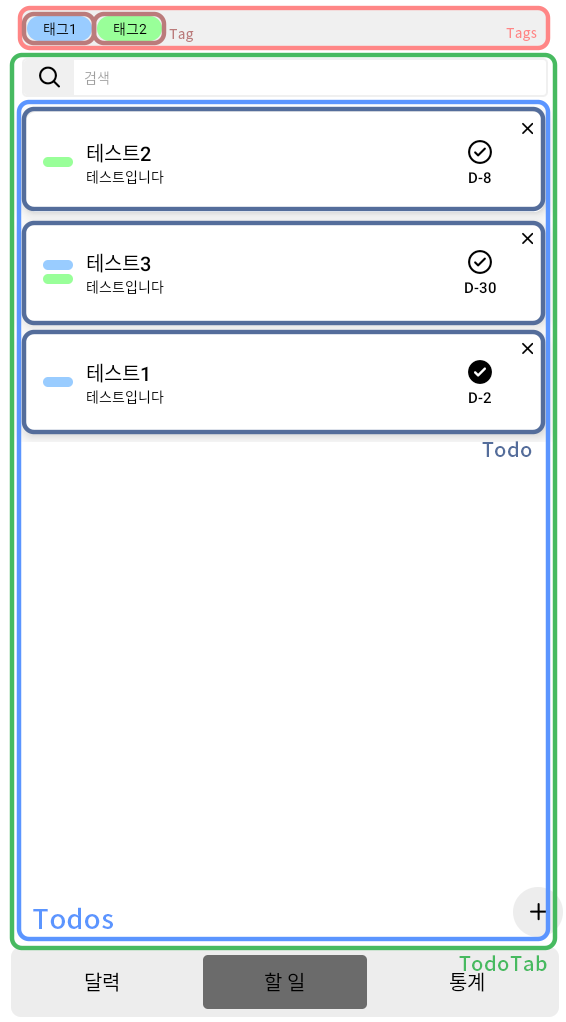 태그1 태그2 Tag Tags
검색
테스트2
테스트입니다
D-8
테스트3
테스트입니다
D-30
테스트1
테스트입니다
D-2
Todo
Todos
TodoTab
달력 할 일 통계